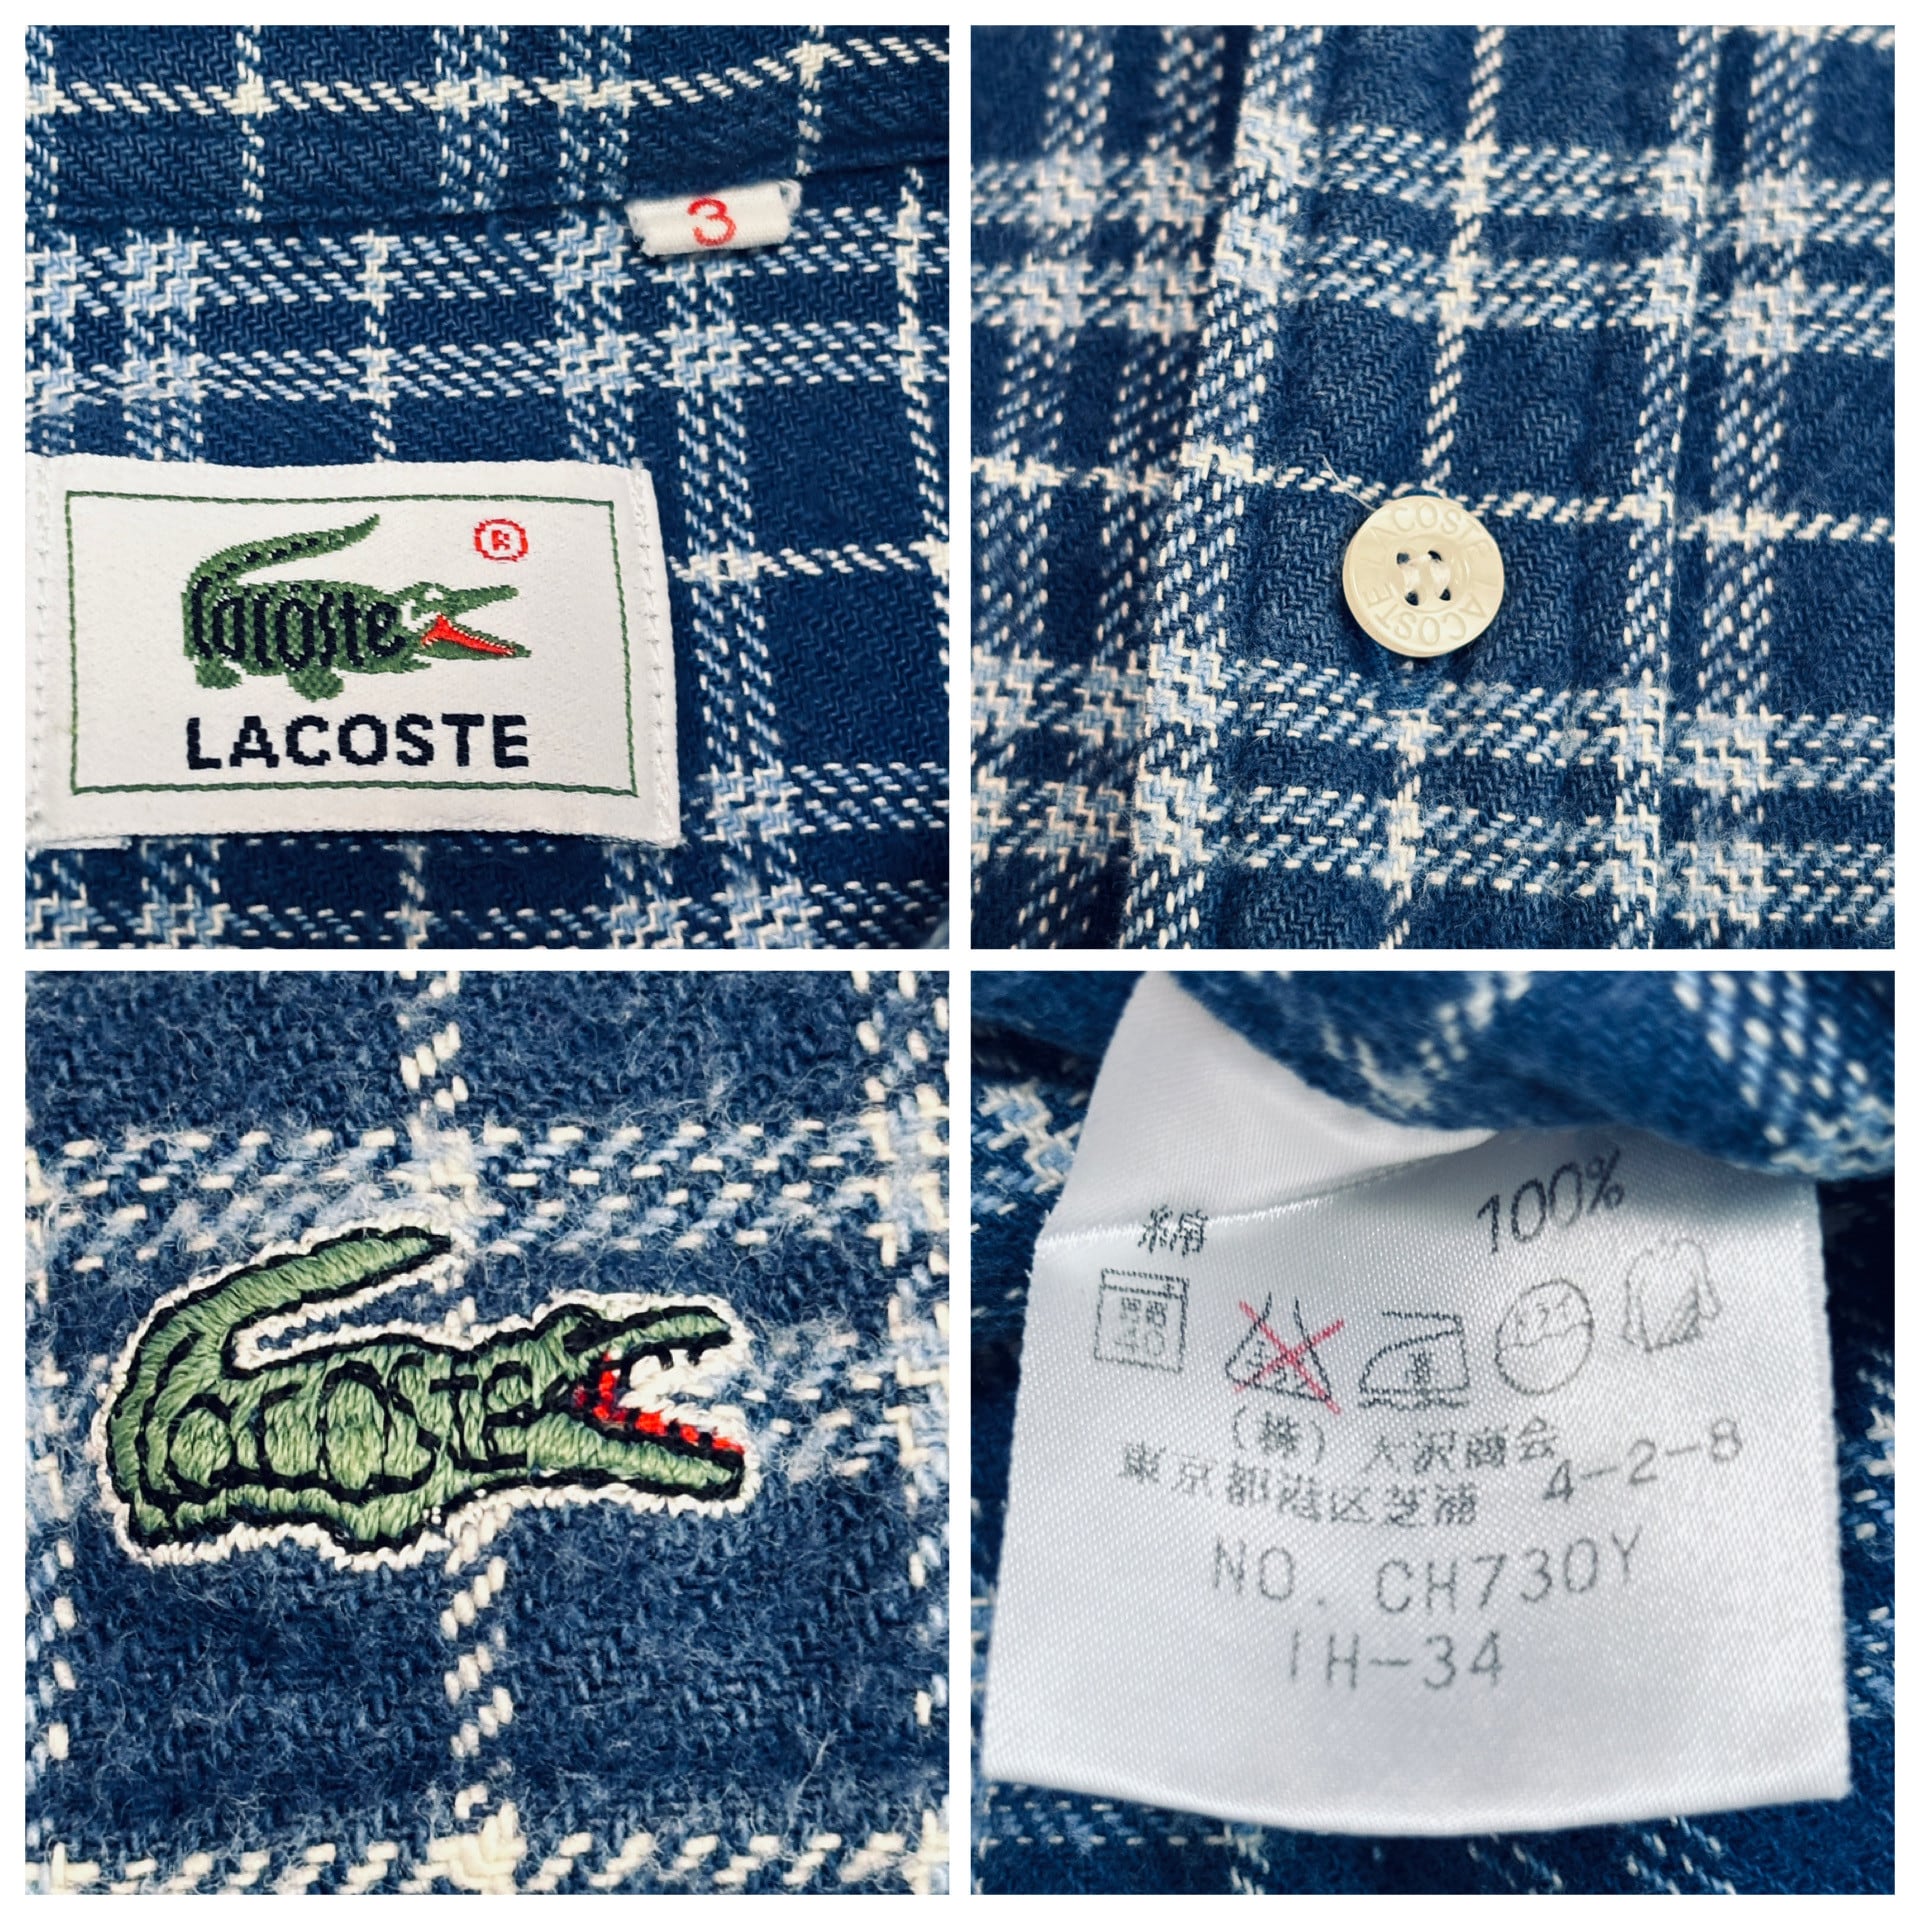 3
®
Lacoste
LACOSTE
LACOSTE
LACOSTE
Lacoste
綿 100%
40
(株) 大沢商会
東京都港区芝浦 4-2-8
NO. CH730Y
IH-34